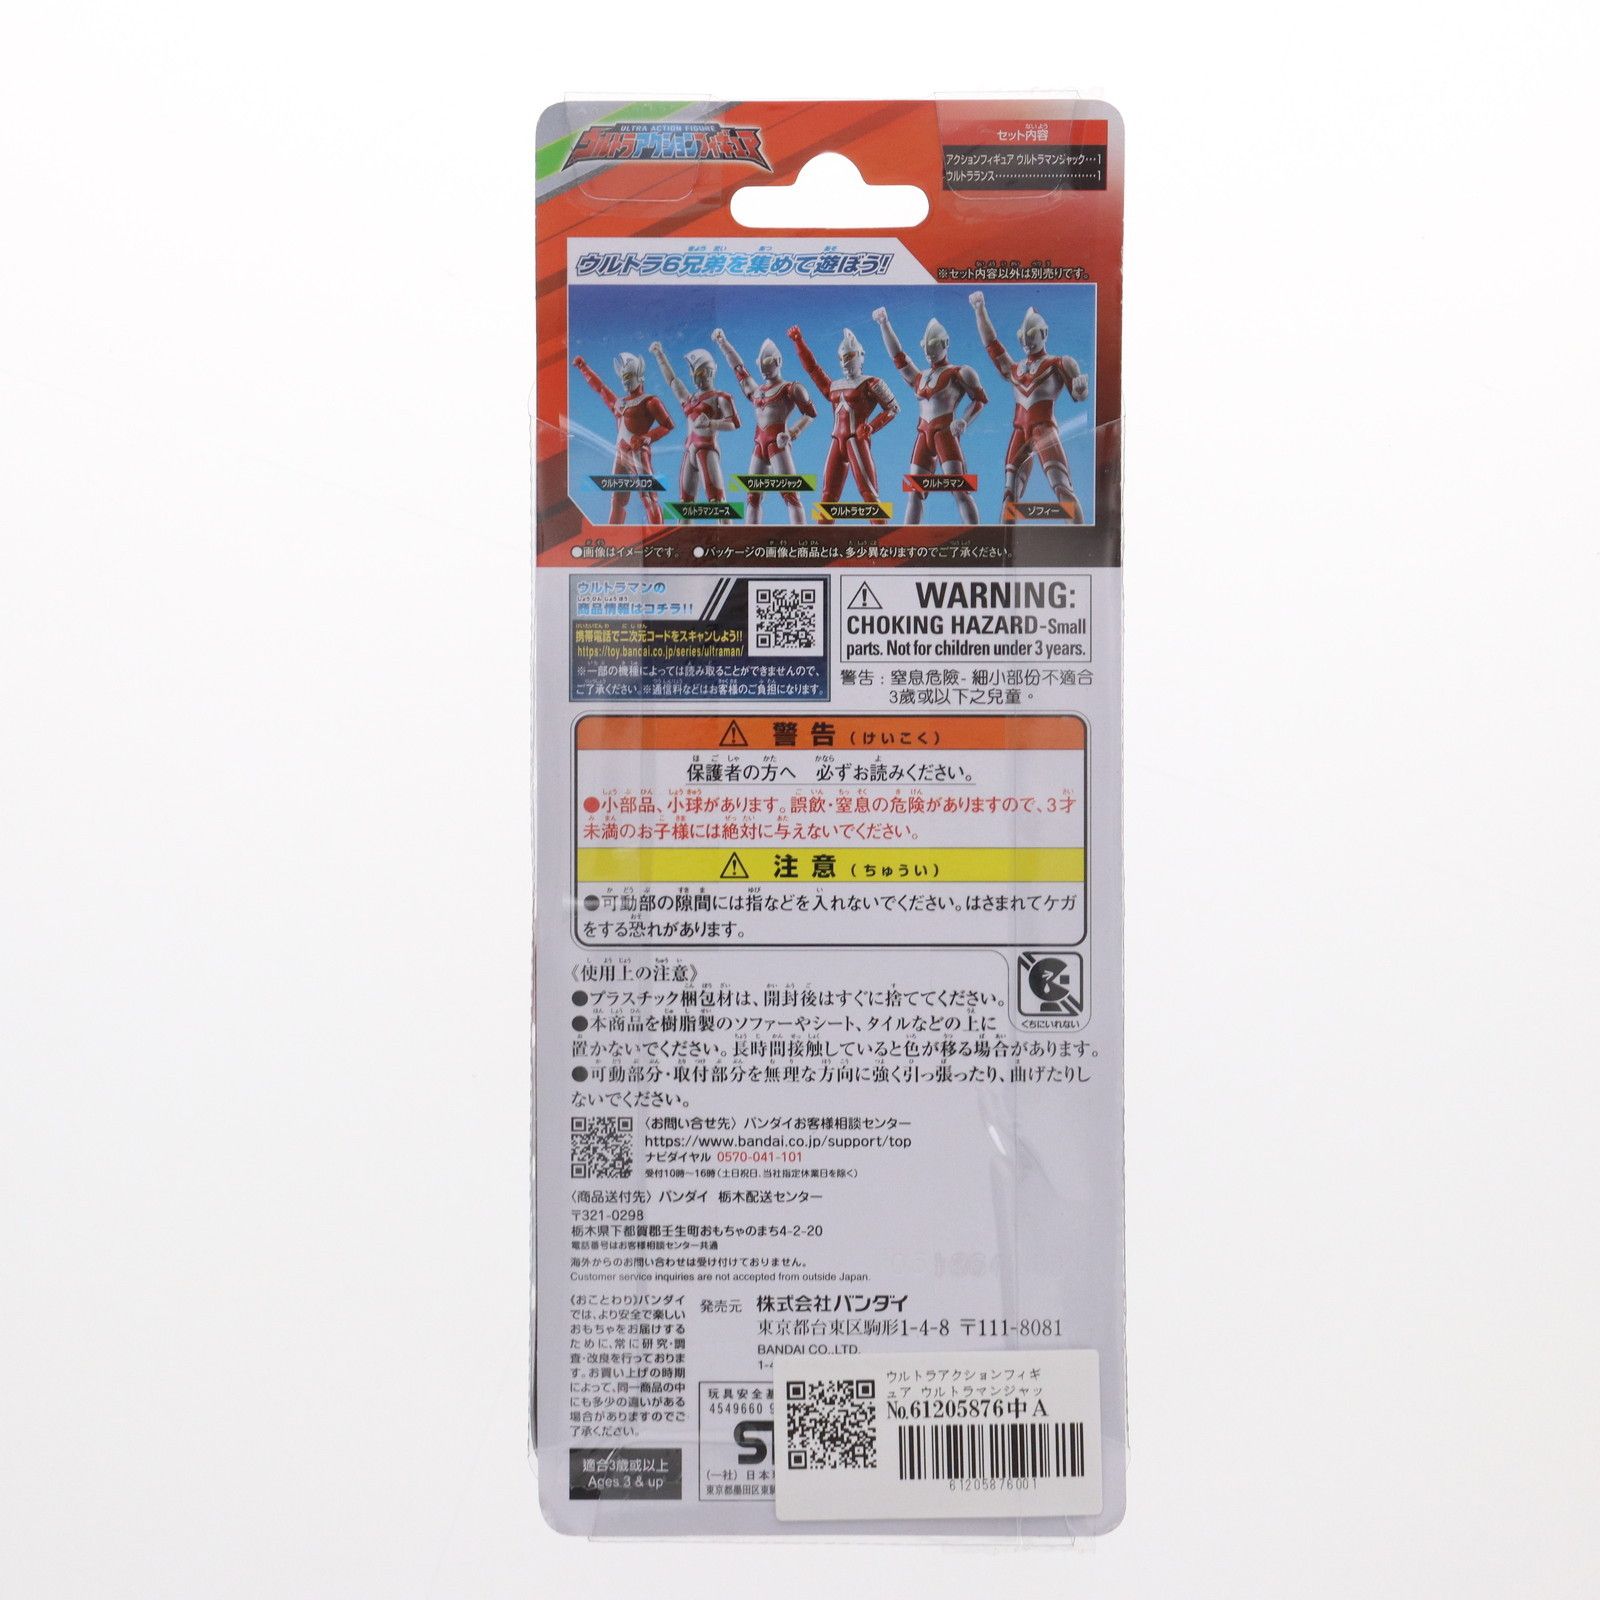 ULTRA ACTION FIGURE
ウルトラアクションフィギュア
セット内容
アクションフィギュア ウルトラマンジャック…1
ウルトラランス…………………………1
ウルトラ6兄弟を集めて遊ぼう!
※セット内容以外は別売りです。
ウルトラマンタロウ
ウルトラマンエース
ウルトラマンジャック
ウルトラセブン
ウルトラマン
ゾフィー
●画像はイメージです。 ●パッケージの画像と商品とは、多少異なりますのでご了承ください。
ウルトラマンの
商品情報はコチラ!!
携帯電話で二次元コードをスキャンしよう!!
https://toy.bandai.co.jp/series/ultraman/
※一部の機種によっては読み取ることができませんので、
ご了承ください。※通信料などはお客様のご負担になります。
WARNING:
CHOKING HAZARD-Small
parts. Not for children under 3 years.
警告：窒息危險- 細小部份不適合
3歲或以下之兒童。
警告(けいこく)
保護者の方へ 必ずお読みください。
●小部品、小球があります。誤飲・窒息の危険がありますので、3才
未満のお子様には絶対に与えないでください。
注意(ちゅうい)
●可動部の隙間には指などを入れないでください。はさまれてケガ
をする恐れがあります。
《使用上の注意》
●プラスチック梱包材は、開封後はすぐに捨ててください。
●本商品を樹脂製のソファーやシート、タイルなどの上に
置かないでください。長時間接触していると色が移る場合があります。
●可動部分・取付部分を無理な方向に強く引っ張ったり、曲げたりし
ないでください。
くちにいれない
〈お問い合せ先〉バンダイお客様相談センター
https://www.bandai.co.jp/support/top
ナビダイヤル 0570-041-101
受付10時～16時(土日祝日、当社指定休業日を除く)
〈商品送付先〉バンダイ 栃木配送センター
〒321-0298
栃木県下都賀郡壬生町おもちゃのまち4-2-20
電話番号はお客様相談センター共通
海外からのお問い合わせは受け付けておりません。
Customer service inquiries are not accepted from outside Japan.
《おことわり》バンダイ
では、より安全で楽しい
おもちゃをお届けする
ために、常に研究・調
査・改良を行っておりま
す。お買い上げの時期
によって、同一商品の中
にも多少の違いがある
場合がありますのでご
了承ください。
適合3歲或以上
Ages 3 & up
発売元 株式会社バンダイ
東京都台東区駒形1-4-8 〒111-8081
BANDAI CO.,LTD.
玩具安全基
4549660
(一社)日本
東京都墨田区東駒
ウルトラアクションフィギ
ュア ウルトラマンジャッ
No.61205876中A
61205876001